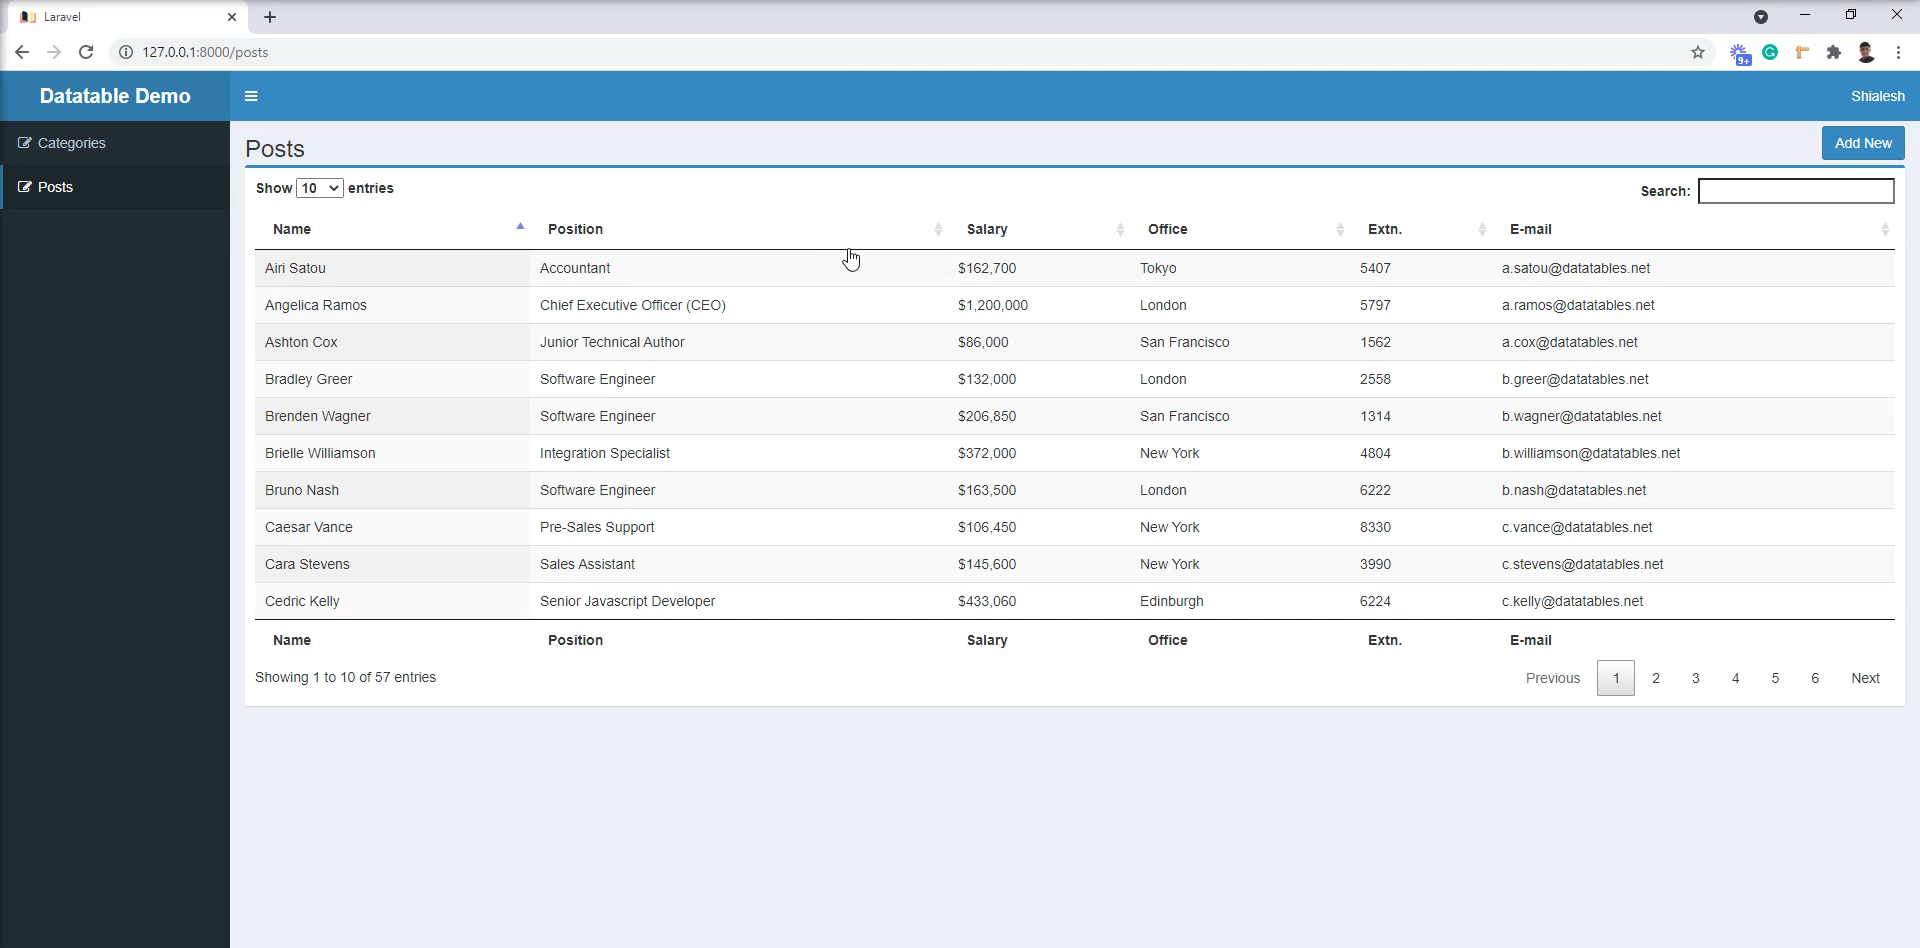 Laravel
127.0.0.1:8000/posts
9+
Datatable Demo
Shialesh
Categories
Posts
Posts
Add New
Show 10 entries
Search:
Name Position Salary Office Extn. E-mail
Airi Satou Accountant $162,700 Tokyo 5407 a.satou@datatables.net
Angelica Ramos Chief Executive Officer (CEO) $1,200,000 London 5797 a.ramos@datatables.net
Ashton Cox Junior Technical Author $86,000 San Francisco 1562 a.cox@datatables.net
Bradley Greer Software Engineer $132,000 London 2558 b.greer@datatables.net
Brenden Wagner Software Engineer $206,850 San Francisco 1314 b.wagner@datatables.net
Brielle Williamson Integration Specialist $372,000 New York 4804 b.williamson@datatables.net
Bruno Nash Software Engineer $163,500 London 6222 b.nash@datatables.net
Caesar Vance Pre-Sales Support $106,450 New York 8330 c.vance@datatables.net
Cara Stevens Sales Assistant $145,600 New York 3990 c.stevens@datatables.net
Cedric Kelly Senior Javascript Developer $433,060 Edinburgh 6224 c.kelly@datatables.net
Name Position Salary Office Extn. E-mail
Showing 1 to 10 of 57 entries
Previous 1 2 3 4 5 6 Next